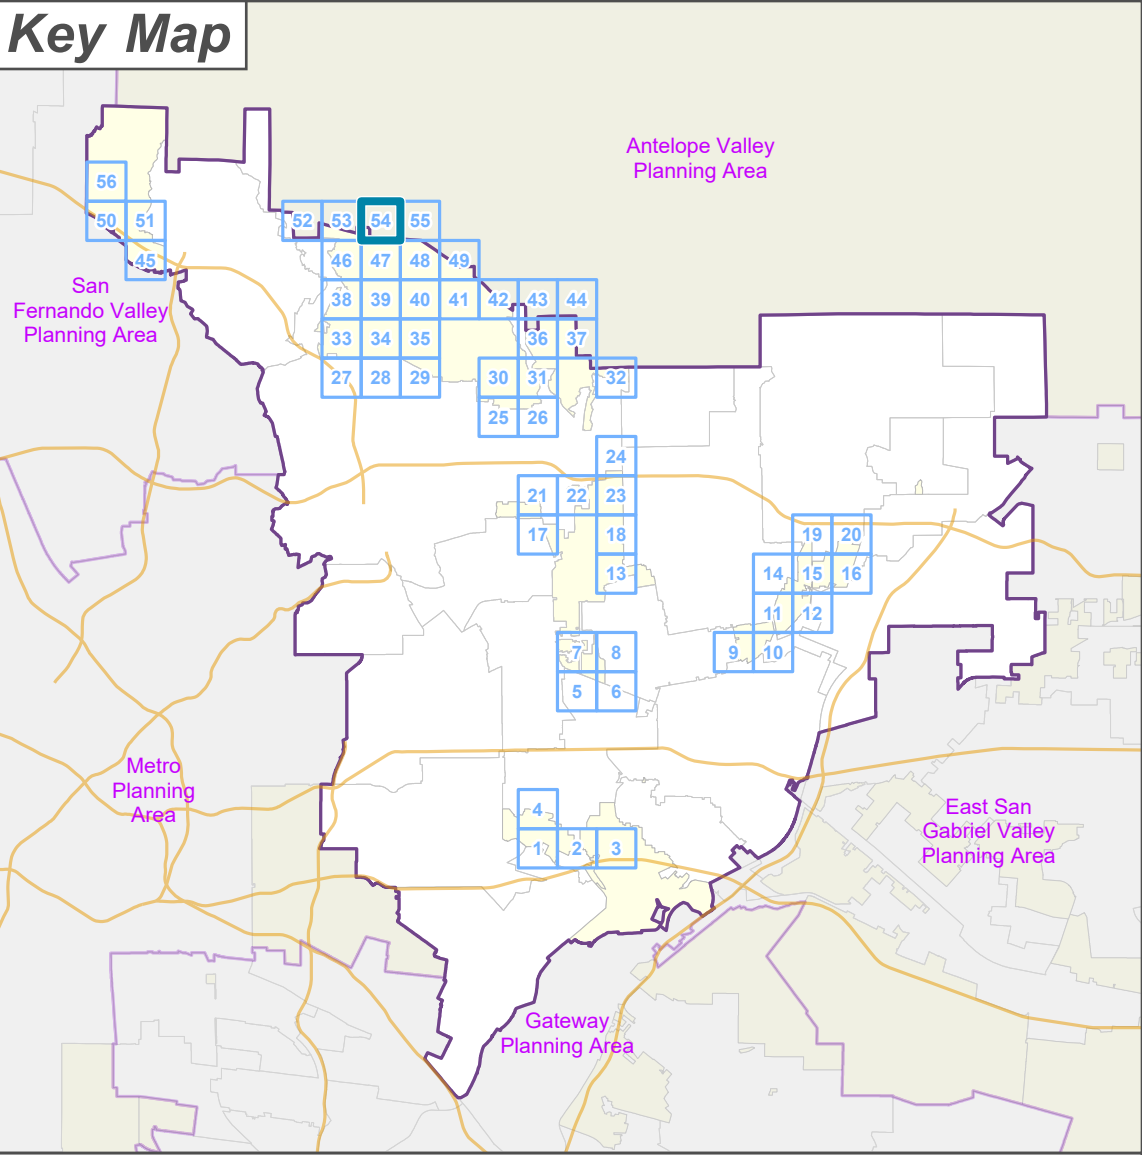 Key Map
Antelope Valley
Planning Area
56
50 51
52 53 54 55
45
46 47 48 49
San
Fernando Valley
Planning Area
38 39 40 41 42 43 44
33 34 35 36 37
27 28 29 30 31 32
25 26
24
21 22 23
17 18 19 20
13 14 15 16
11 12
7 8 9 10
5 6
Metro
Planning
Area
4
1 2 3
East San
Gabriel Valley
Planning Area
Gateway
Planning Area